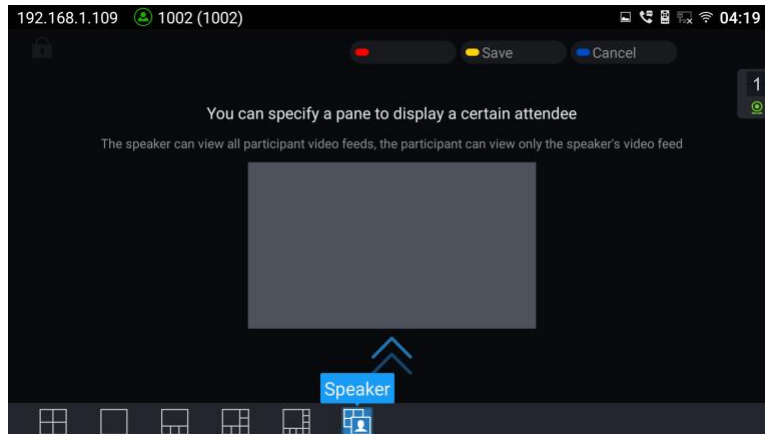 192.168.1.109 1002 (1002) 04:19
Save Cancel
1
You can specify a pane to display a certain attendee
The speaker can view all participant video feeds, the participant can view only the speaker's video feed
Speaker